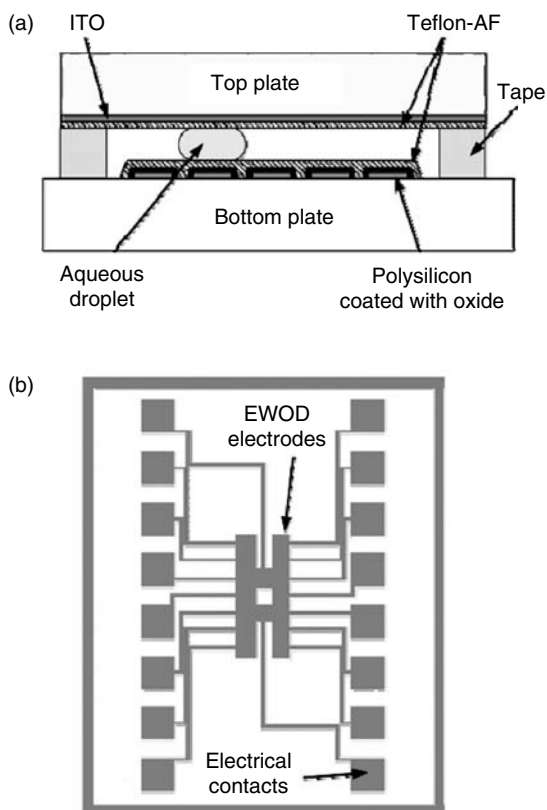 (a)
ITO
Teflon-AF
Top plate
Tape
Bottom plate
Aqueous
droplet
Polysilicon
coated with oxide
(b)
EWOD
electrodes
Electrical
contacts